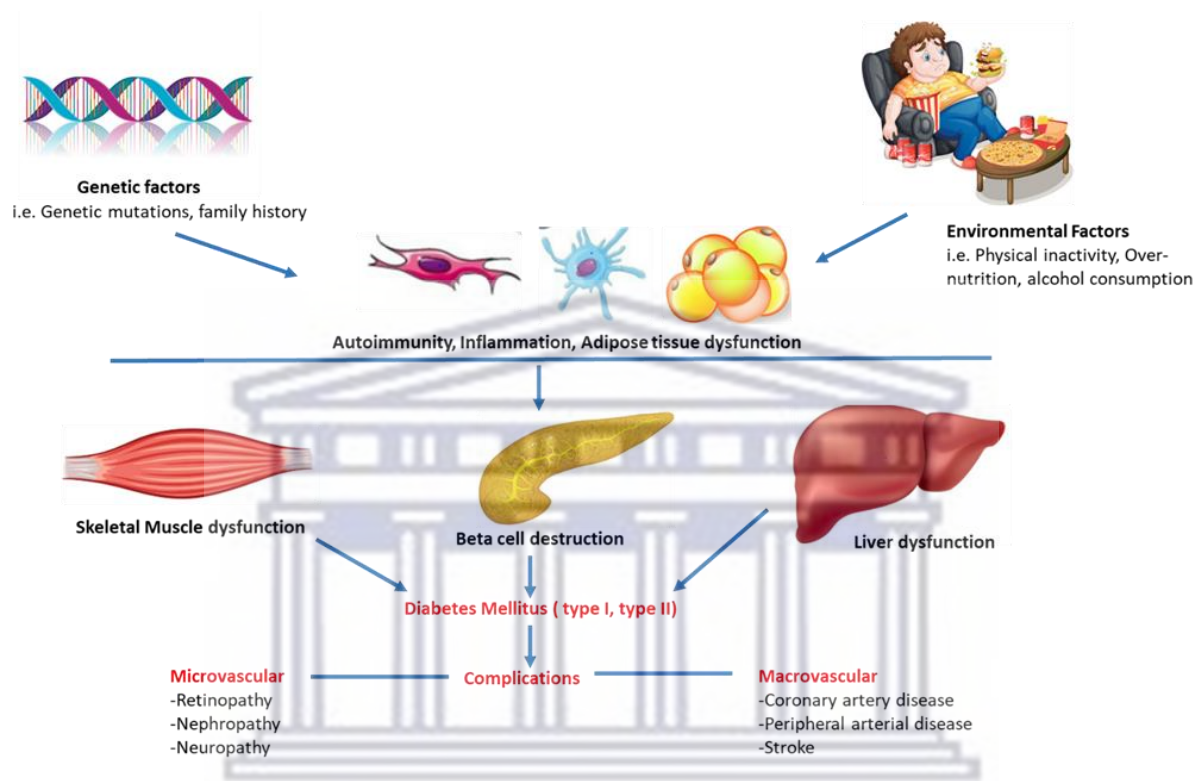 Genetic factors
i.e. Genetic mutations, family history
Environmental Factors
i.e. Physical inactivity, Over-
nutrition, alcohol consumption
Autoimmunity, Inflammation, Adipose tissue dysfunction
Skeletal Muscle dysfunction
Beta cell destruction
Liver dysfunction
Diabetes Mellitus ( type I, type II)
Complications
Microvascular
-Retinopathy
-Nephropathy
-Neuropathy
Macrovascular
-Coronary artery disease
-Peripheral arterial disease
-Stroke